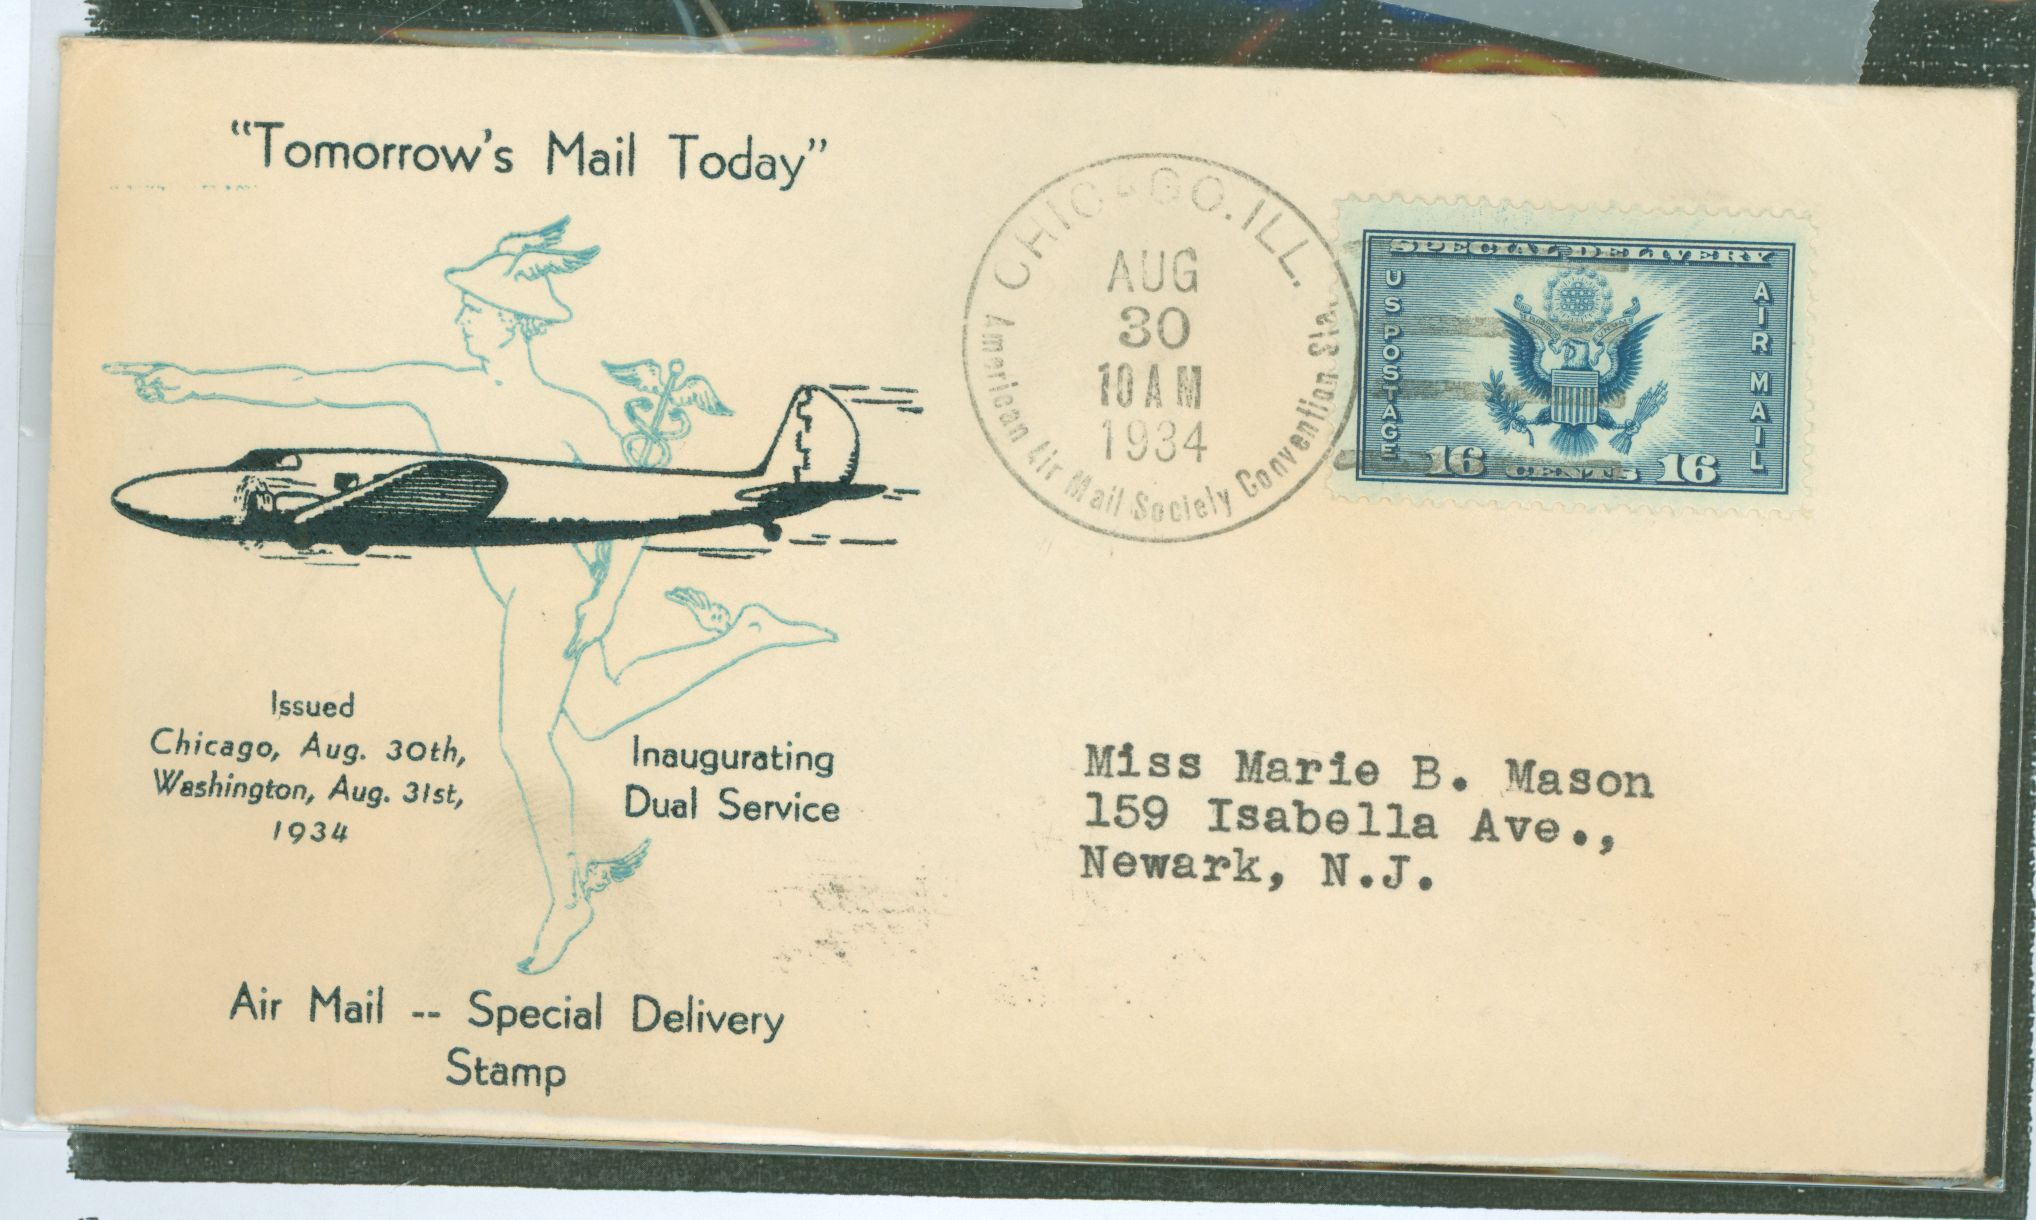 "Tomorrow's Mail Today"
CHICAGO, ILL.
AUG
30
10 AM
1934
American Air Mail Society Convention Sta.
SPECIAL DELIVERY
U S POSTAGE
AIR MAIL
16 CENTS 16
Issued
Chicago, Aug. 30th,
Washington, Aug. 31st,
1934
Inaugurating
Dual Service
Miss Marie B. Mason
159 Isabella Ave.,
Newark, N.J.
Air Mail -- Special Delivery
Stamp